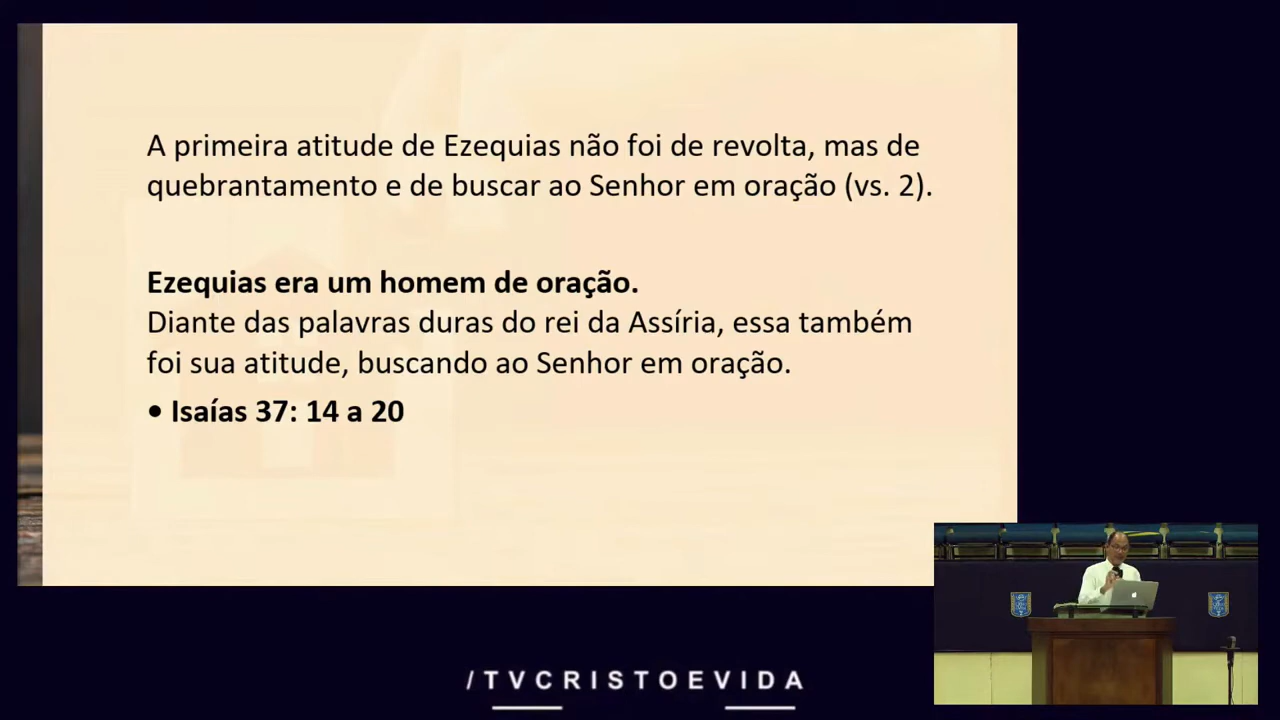 A primeira atitude de Ezequias não foi de revolta, mas de
quebrantamento e de buscar ao Senhor em oração (vs. 2).
Ezequias era um homem de oração.
Diante das palavras duras do rei da Assíria, essa também
foi sua atitude, buscando ao Senhor em oração.
• Isaías 37: 14 a 20
/TVCRISTOEVIDA